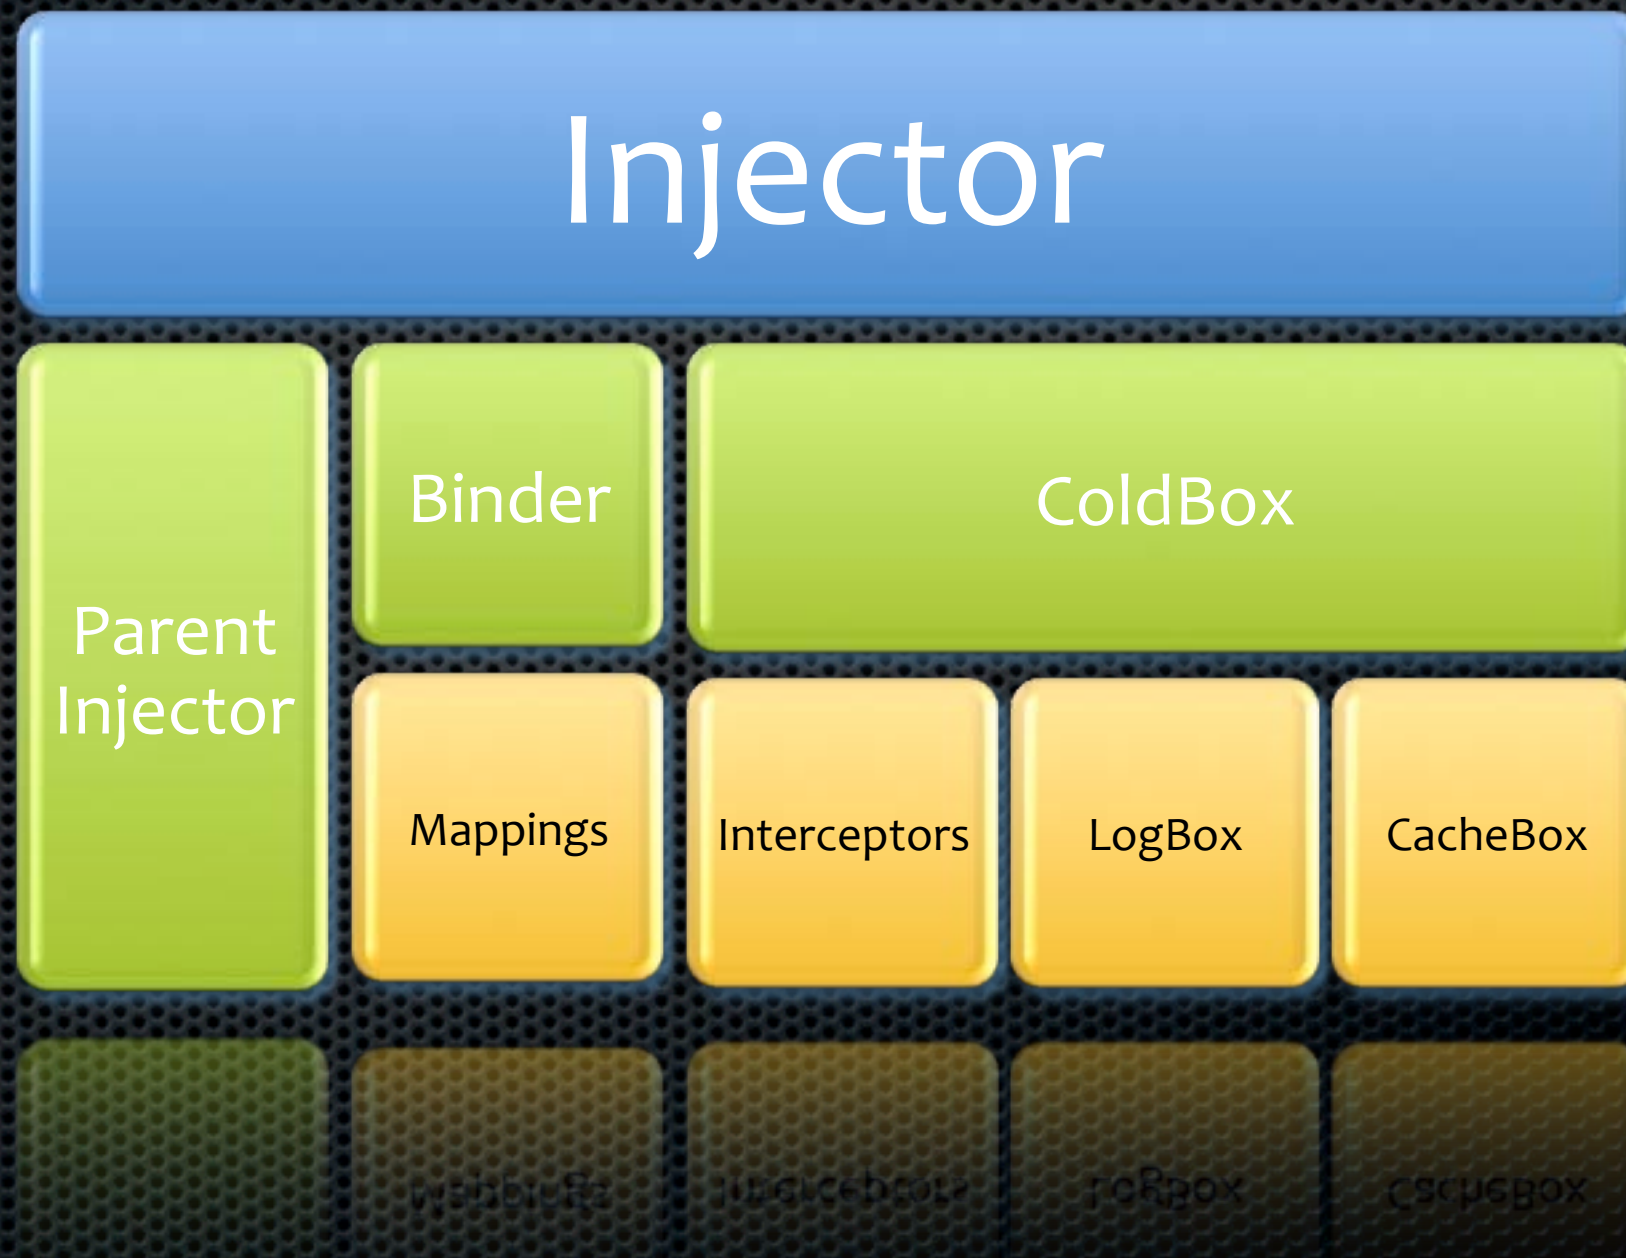 Injector
Parent
Injector
Binder
ColdBox
Mappings
Interceptors
LogBox
CacheBox